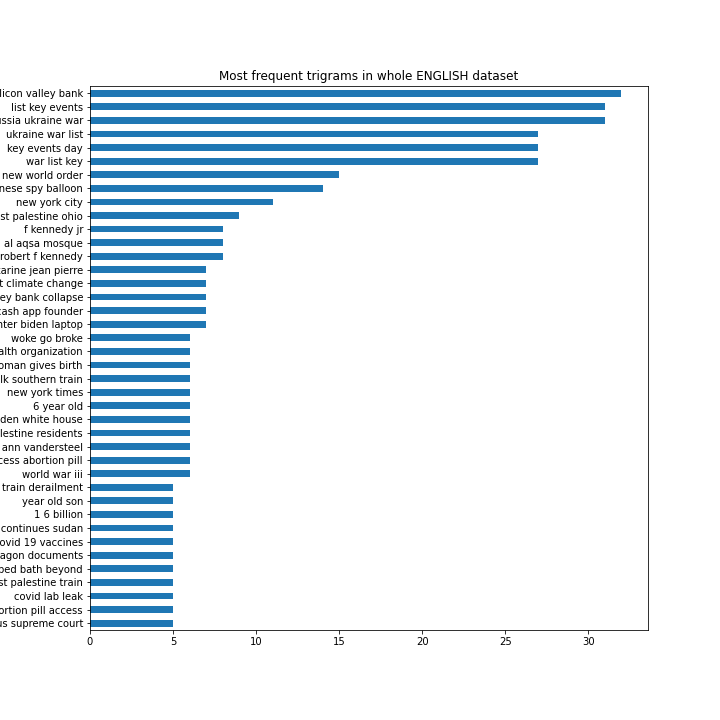 Most frequent trigrams in whole ENGLISH dataset
licon valley bank
list key events
ussia ukraine war
ukraine war list
key events day
war list key
new world order
nese spy balloon
new york city
st palestine ohio
f kennedy jr
al aqsa mosque
robert f kennedy
arine jean pierre
t climate change
ey bank collapse
cash app founder
nter biden laptop
woke go broke
alth organization
oman gives birth
lk southern train
new york times
6 year old
den white house
lestine residents
ann vandersteel
cess abortion pill
world war iii
train derailment
year old son
1 6 billion
continues sudan
ovid 19 vaccines
agon documents
bed bath beyond
st palestine train
covid lab leak
ortion pill access
us supreme court
0 5 10 15 20 25 30